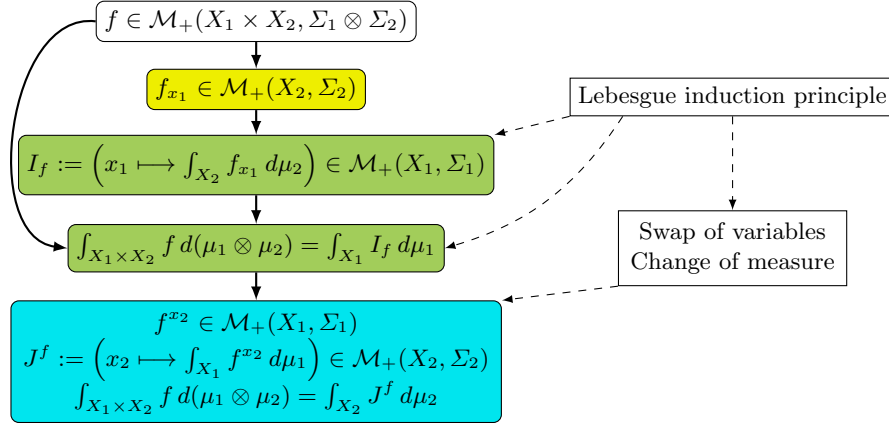 f ∈ ℳ₊(X₁ × X₂, Σ₁ ⊗ Σ₂)
f_{x₁} ∈ ℳ₊(X₂, Σ₂)
Lebesgue induction principle
I_f := (x₁ ⟼ ∫_{X₂} f_{x₁} dμ₂) ∈ ℳ₊(X₁, Σ₁)
∫_{X₁×X₂} f d(μ₁ ⊗ μ₂) = ∫_{X₁} I_f dμ₁
Swap of variables
Change of measure
f^{x₂} ∈ ℳ₊(X₁, Σ₁)
J^f := (x₂ ⟼ ∫_{X₁} f^{x₂} dμ₁) ∈ ℳ₊(X₂, Σ₂)
∫_{X₁×X₂} f d(μ₁ ⊗ μ₂) = ∫_{X₂} J^f dμ₂